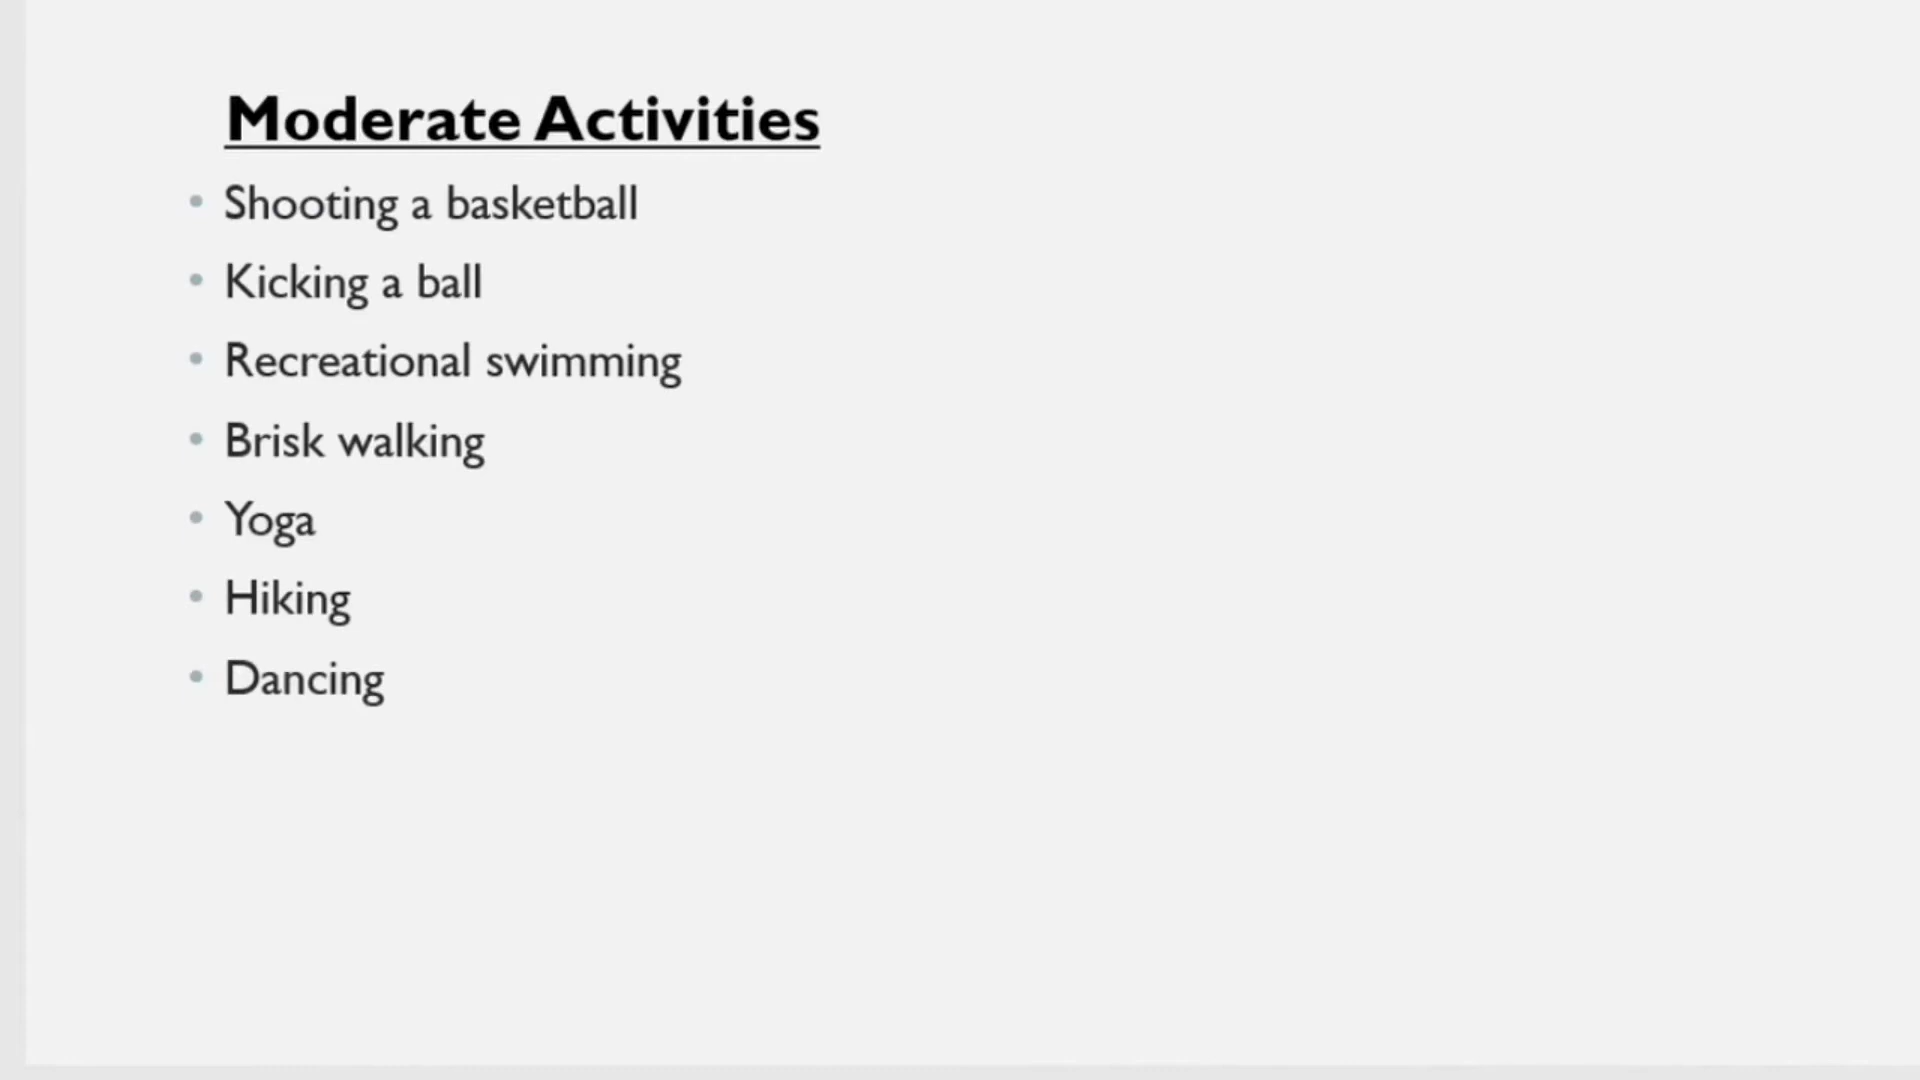 Moderate Activities
Shooting a basketball
Kicking a ball
Recreational swimming
Brisk walking
Yoga
Hiking
Dancing